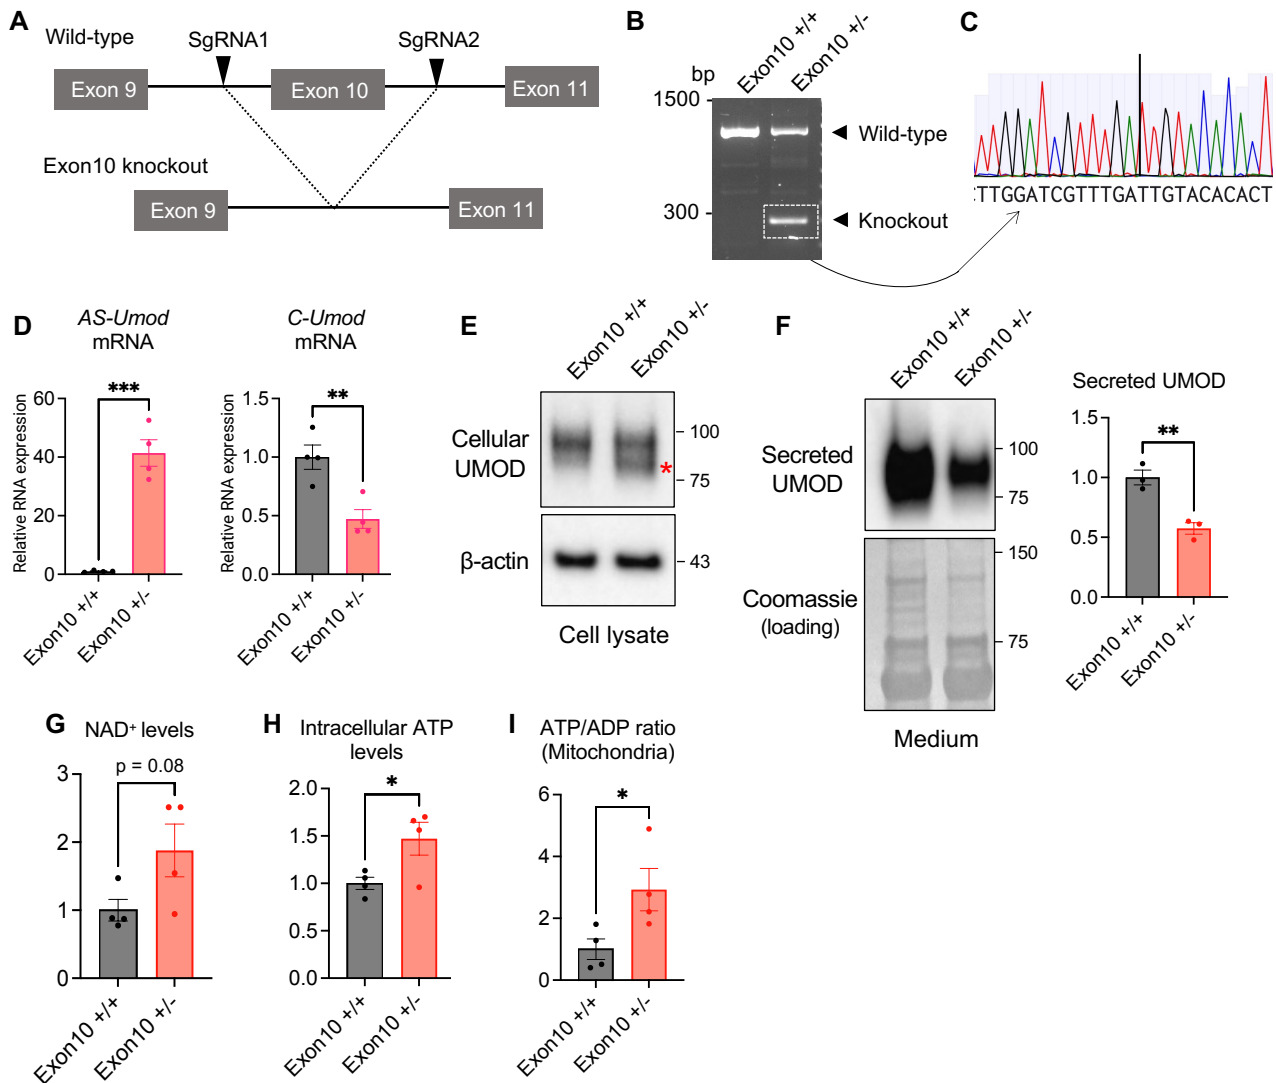 A
Wild-type
SgRNA1
SgRNA2
Exon 9
Exon 10
Exon 11
Exon10 knockout
Exon 9
Exon 11
B
Exon10 +/+
Exon10 +/-
bp
1500
300
Wild-type
Knockout
C
CTTGGATCGTTTGATTGTACACACT
D
AS-Umod
mRNA
Relative RNA expression
60
40
20
0
***
Exon10 +/+
Exon10 +/-
C-Umod
mRNA
Relative RNA expression
1.5
1.0
0.5
0.0
**
Exon10 +/+
Exon10 +/-
E
Exon10 +/+
Exon10 +/-
Cellular
UMOD
100
*
75
β-actin
43
Cell lysate
F
Exon10 +/+
Exon10 +/-
Secreted
UMOD
100
75
Coomassie
(loading)
150
75
Medium
Secreted UMOD
1.5
1.0
0.5
0.0
**
Exon10 +/+
Exon10 +/-
G
NAD+ levels
p = 0.08
3
2
1
0
Exon10 +/+
Exon10 +/-
H
Intracellular ATP
levels
*
2.0
1.5
1.0
0.5
0.0
Exon10 +/+
Exon10 +/-
I
ATP/ADP ratio
(Mitochondria)
*
6
4
2
0
Exon10 +/+
Exon10 +/-